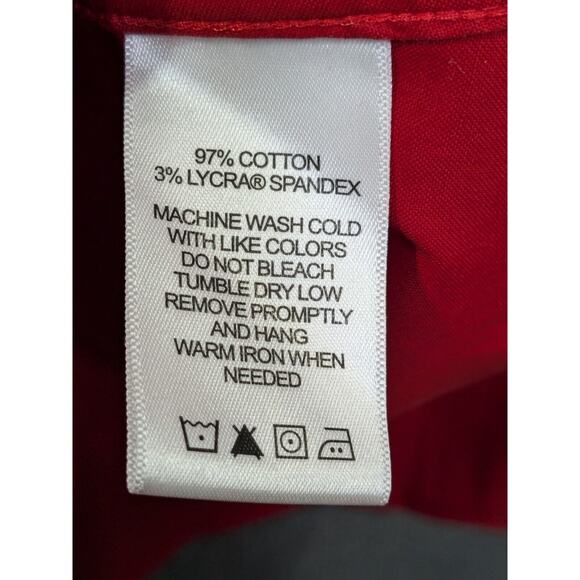 97% COTTON
3% LYCRA® SPANDEX
MACHINE WASH COLD
WITH LIKE COLORS
DO NOT BLEACH
TUMBLE DRY LOW
REMOVE PROMPTLY
AND HANG
WARM IRON WHEN
NEEDED